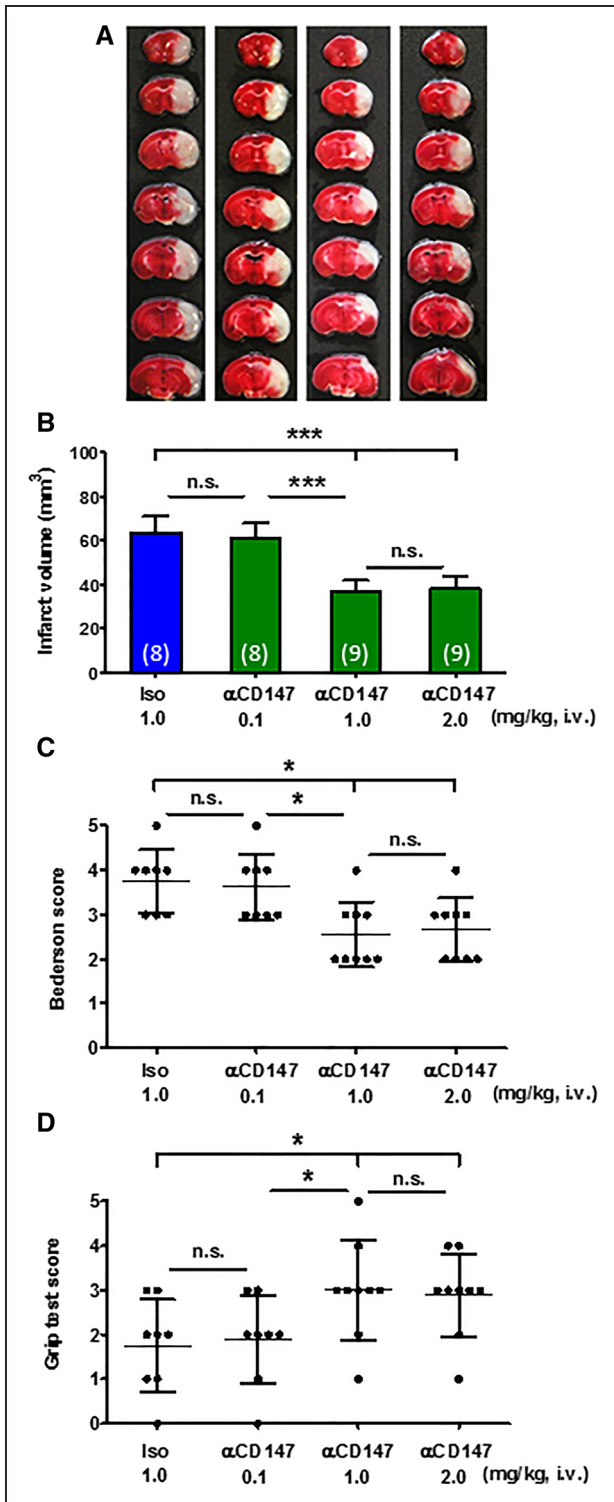 A
B
***
n.s.
***
n.s.
Infarct volume (mm3)
100
80
60
40
20
0
(8)
(8)
(9)
(9)
Iso
αCD147
αCD147
αCD147
1.0
0.1
1.0
2.0
(mg/kg, i.v.)
C
*
n.s.
*
n.s.
Bederson score
5
4
3
2
1
0
Iso
αCD147
αCD147
αCD147
1.0
0.1
1.0
2.0
(mg/kg, i.v.)
D
*
*
n.s.
n.s.
Grip test score
5
4
3
2
1
0
Iso
αCD147
αCD147
αCD147
1.0
0.1
1.0
2.0
(mg/kg, i.v.)